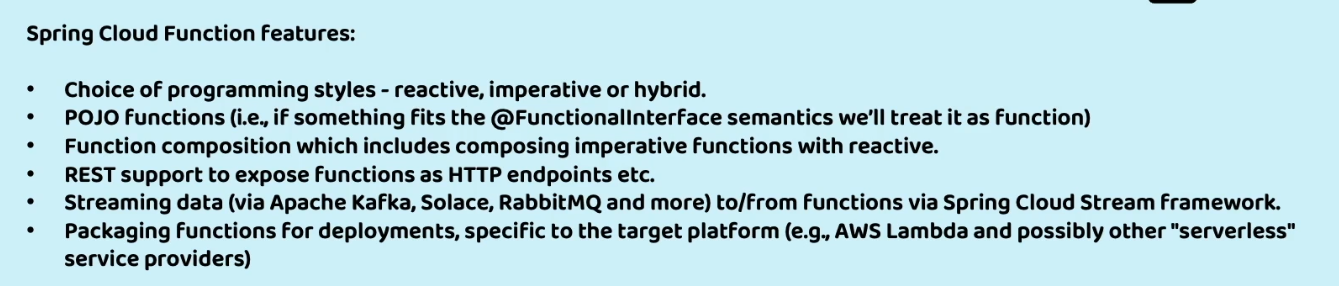 Spring Cloud Function features:
• Choice of programming styles - reactive, imperative or hybrid.
• POJO functions (i.e., if something fits the @FunctionalInterface semantics we'll treat it as function)
• Function composition which includes composing imperative functions with reactive.
• REST support to expose functions as HTTP endpoints etc.
• Streaming data (via Apache Kafka, Solace, RabbitMQ and more) to/from functions via Spring Cloud Stream framework.
• Packaging functions for deployments, specific to the target platform (e.g., AWS Lambda and possibly other "serverless"
service providers)